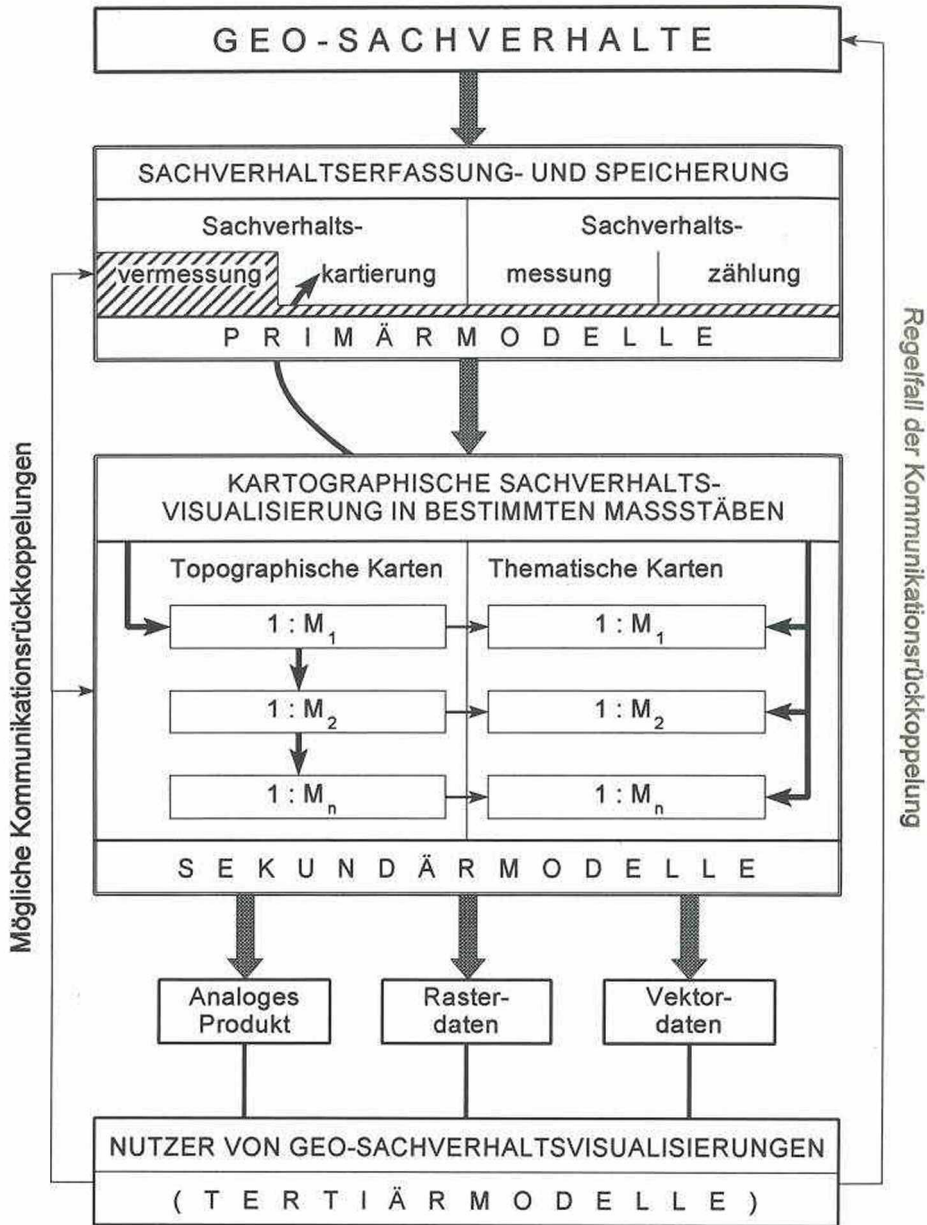 GEO-SACHVERHALTE
SACHVERHALTSERFASSUNG- UND SPEICHERUNG
Sachverhalts-
vermessung
kartierung
Sachverhalts-
messung
zählung
PRIMÄRMODELLE
KARTOGRAPHISCHE SACHVERHALTS-
VISUALISIERUNG IN BESTIMMTEN MASSSTÄBEN
Topographische Karten
Thematische Karten
1 : M1
1 : M1
1 : M2
1 : M2
1 : Mn
1 : Mn
SEKUNDÄRMODELLE
Analoges
Produkt
Raster-
daten
Vektor-
daten
NUTZER VON GEO-SACHVERHALTSVISUALISIERUNGEN
(TERTIÄRMODELLE)
Mögliche Kommunikationsrückkoppelungen
Regelfall der Kommunikationsrückkoppelung